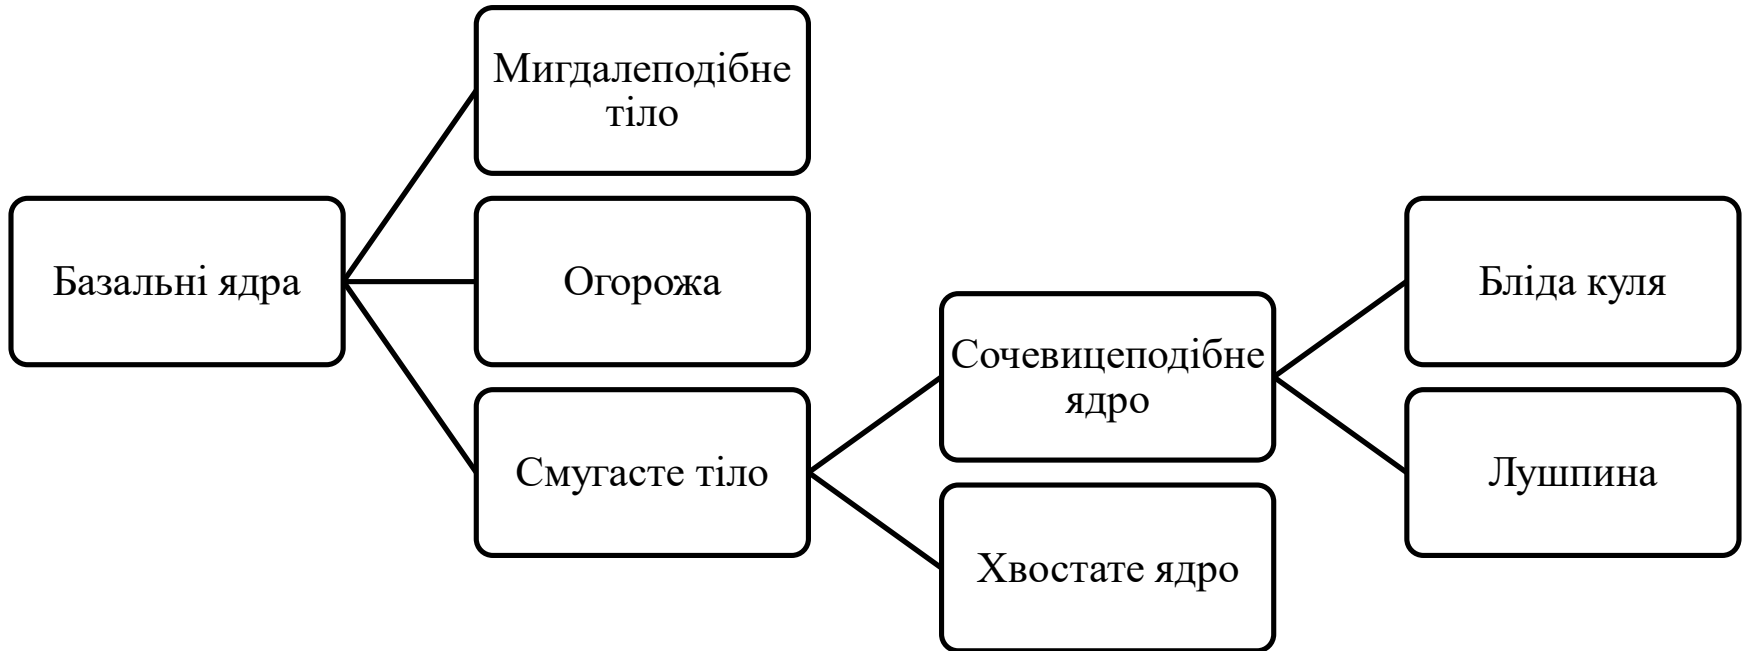 Базальні ядра
Мигдалеподібне
тіло
Огорожа
Смугасте тіло
Сочевицеподібне
ядро
Хвостате ядро
Бліда куля
Лушпина